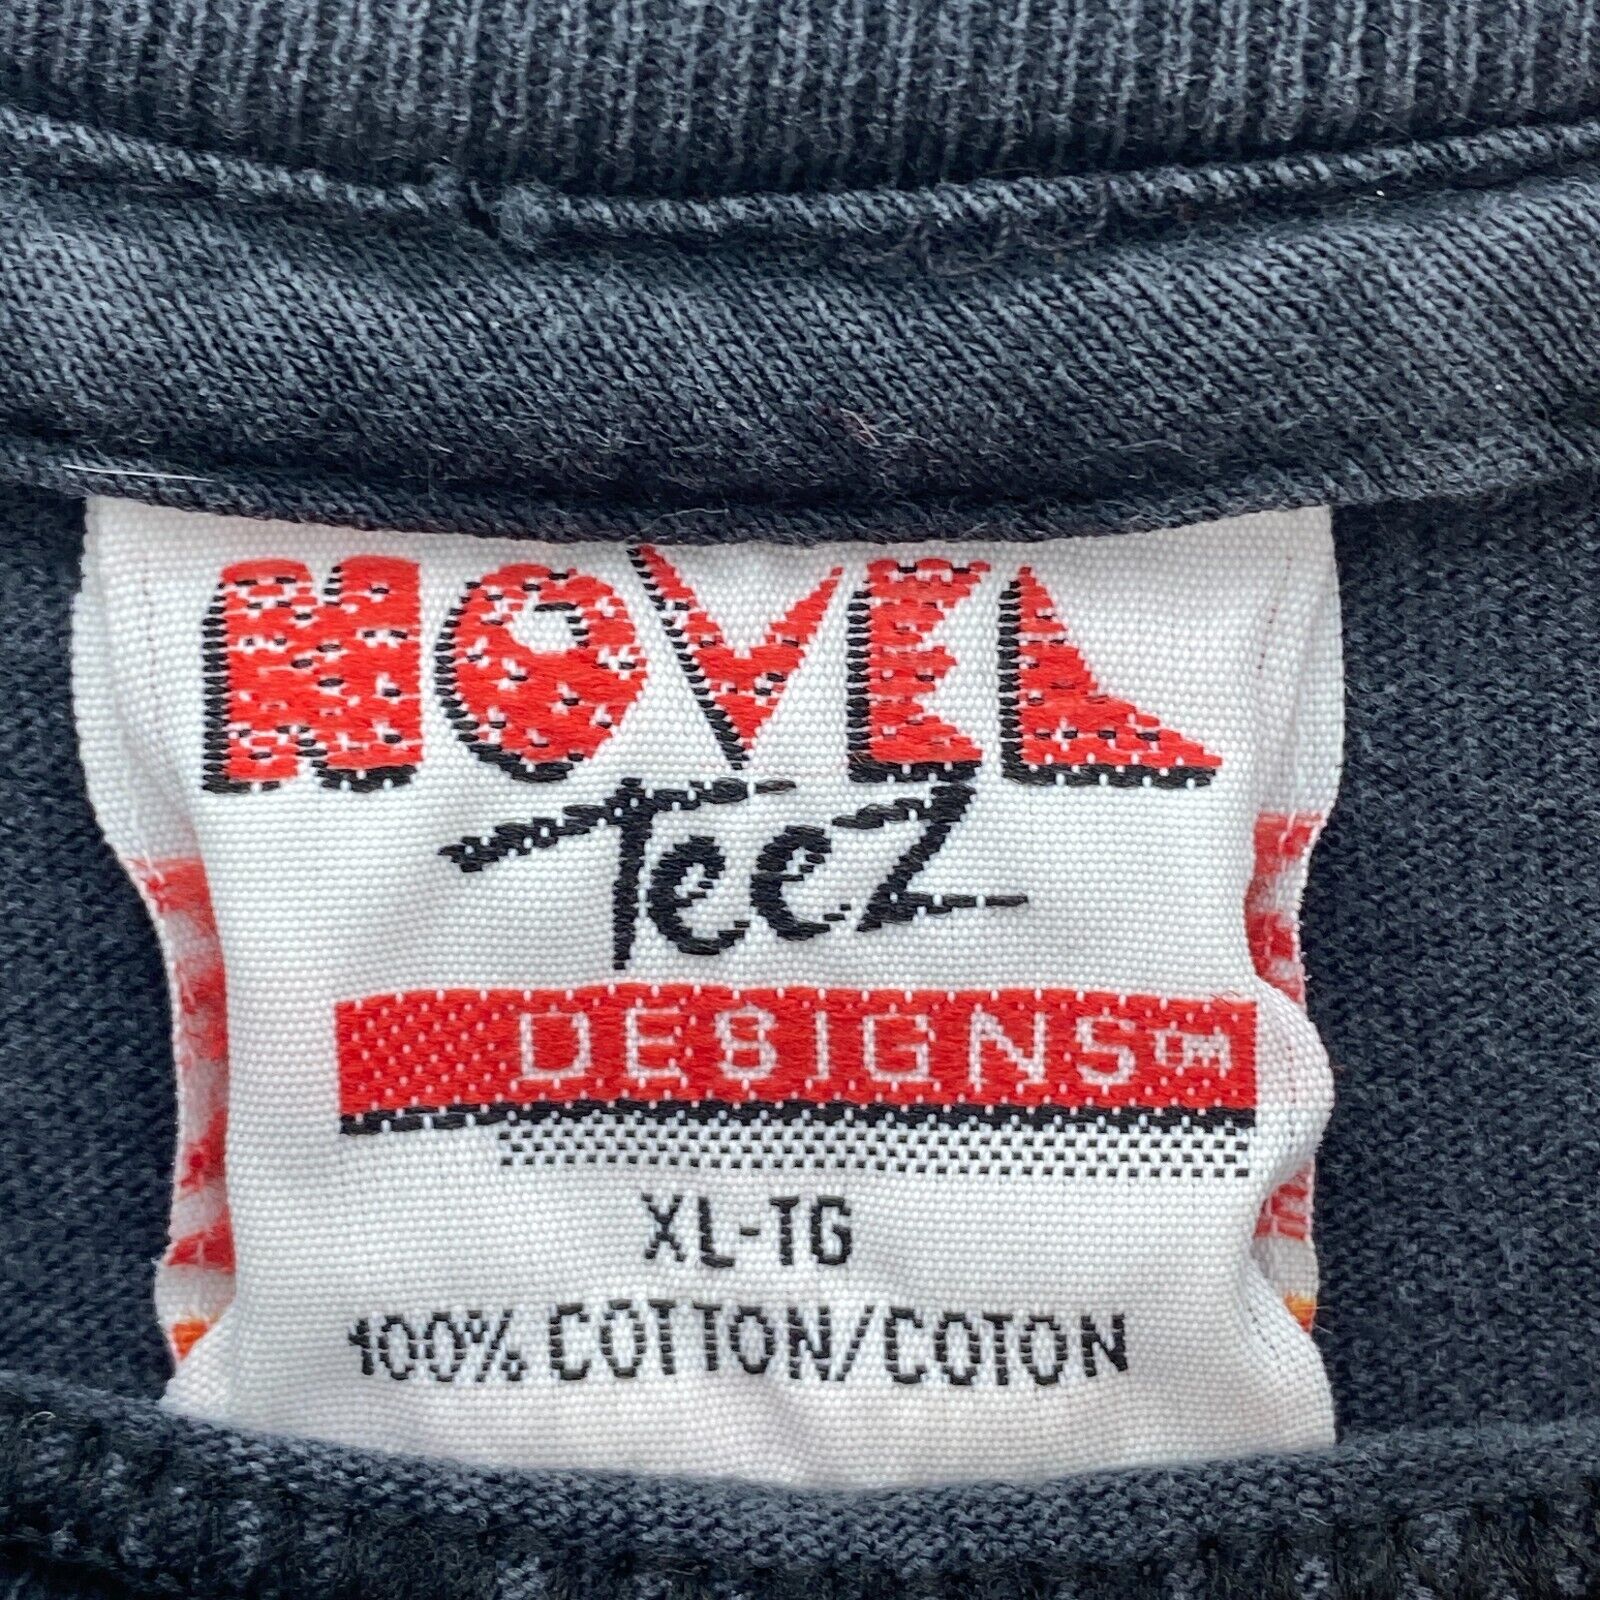 NOVEL
TeeZ
DESIGNS
XL-TG
100% COTTON/COTON